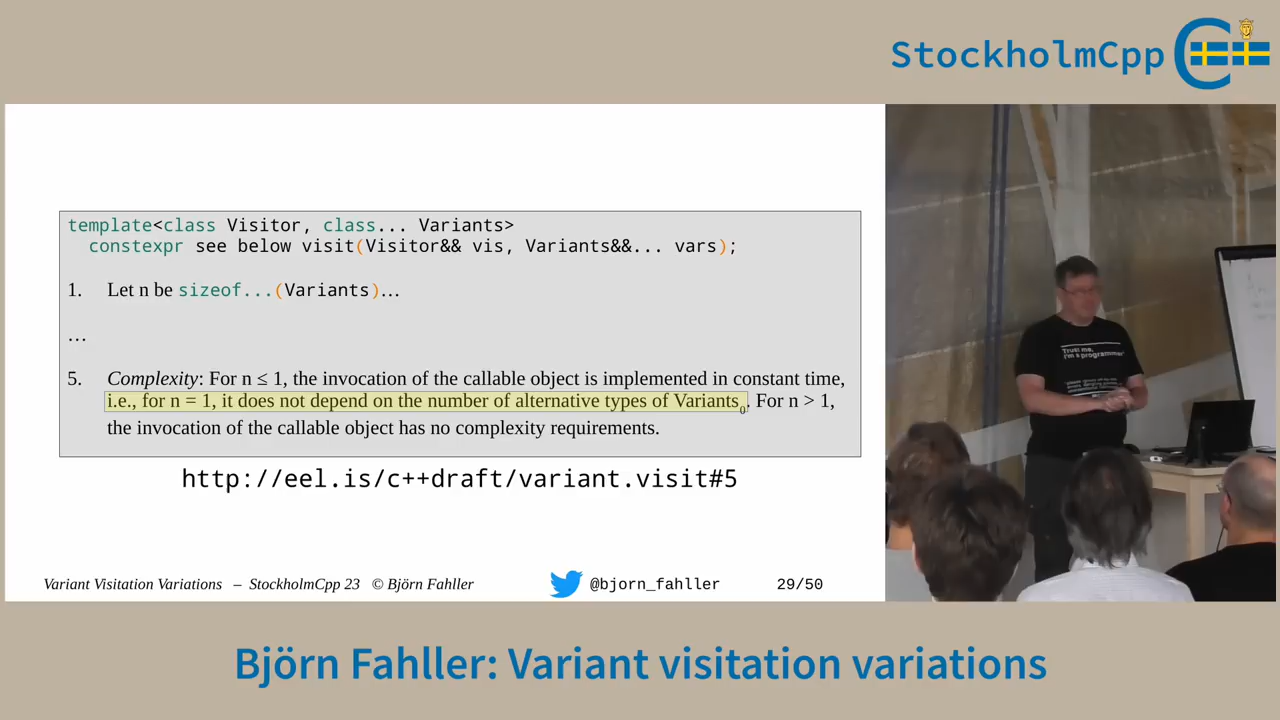 StockholmCpp
template<class Visitor, class... Variants>
constexpr see below visit(Visitor&& vis, Variants&&... vars);
1. Let n be sizeof...(Variants)…
…
5. Complexity: For n ≤ 1, the invocation of the callable object is implemented in constant time,
i.e., for n = 1, it does not depend on the number of alternative types of Variants0. For n > 1,
the invocation of the callable object has no complexity requirements.
http://eel.is/c++draft/variant.visit#5
Variant Visitation Variations – StockholmCpp 23 © Björn Fahller @bjorn_fahller 29/50
Trust me,
I'm a programmer
Björn Fahller: Variant visitation variations